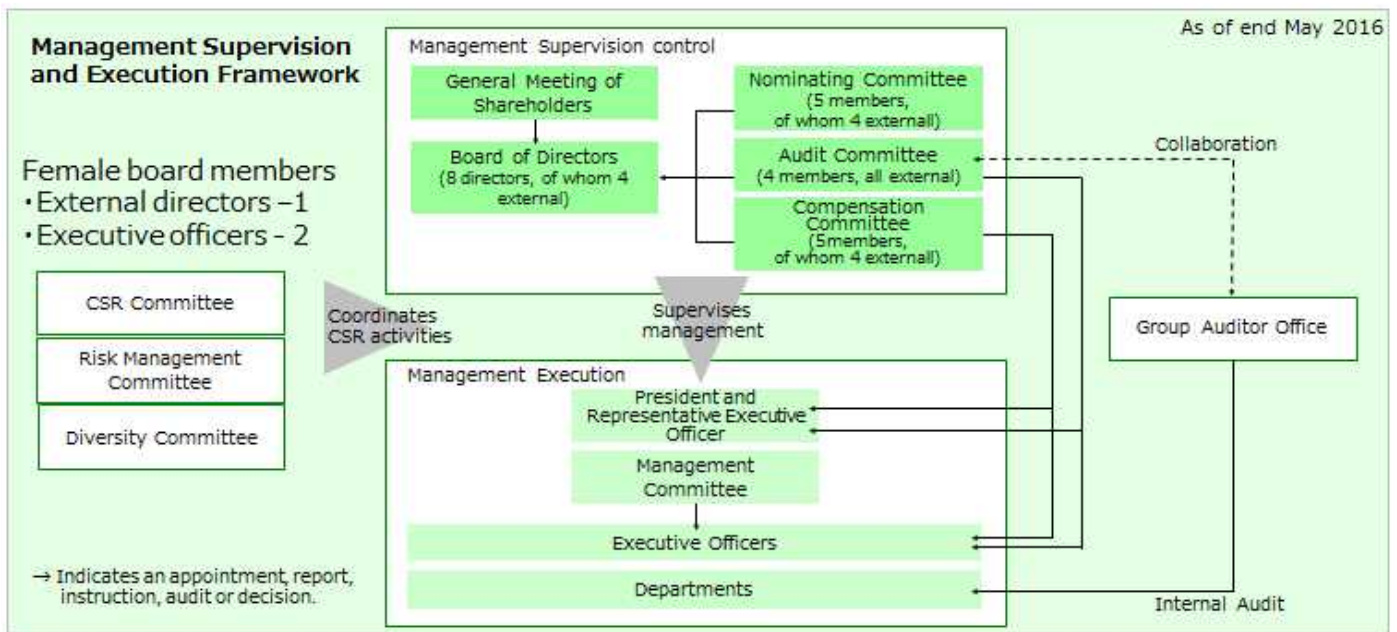 As of end May 2016
Management Supervision
and Execution Framework
Female board members
・External directors –1
・Executive officers - 2
CSR Committee
Risk Management
Committee
Diversity Committee
→ Indicates an appointment, report,
instruction, audit or decision.
Coordinates
CSR activities
Management Supervision control
General Meeting of
Shareholders
Board of Directors
(8 directors, of whom 4
external)
Nominating Committee
(5 members,
of whom 4 externall)
Audit Committee
(4 members, all external)
Compensation
Committee
(5members,
of whom 4 externall)
Supervises
management
Management Execution
President and
Representative Executive
Officer
Management
Committee
Executive Officers
Departments
Collaboration
Group Auditor Office
Internal Audit